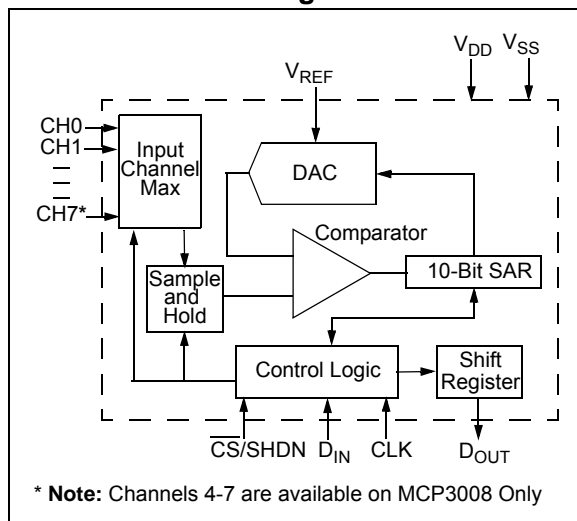 V_DD V_SS
V_REF
CH0
CH1
CH7*
Input
Channel
Max
DAC
Comparator
Sample
and
Hold
10-Bit SAR
Control Logic
Shift
Register
C̅S̅/SHDN D_IN CLK D_OUT
* Note: Channels 4-7 are available on MCP3008 Only